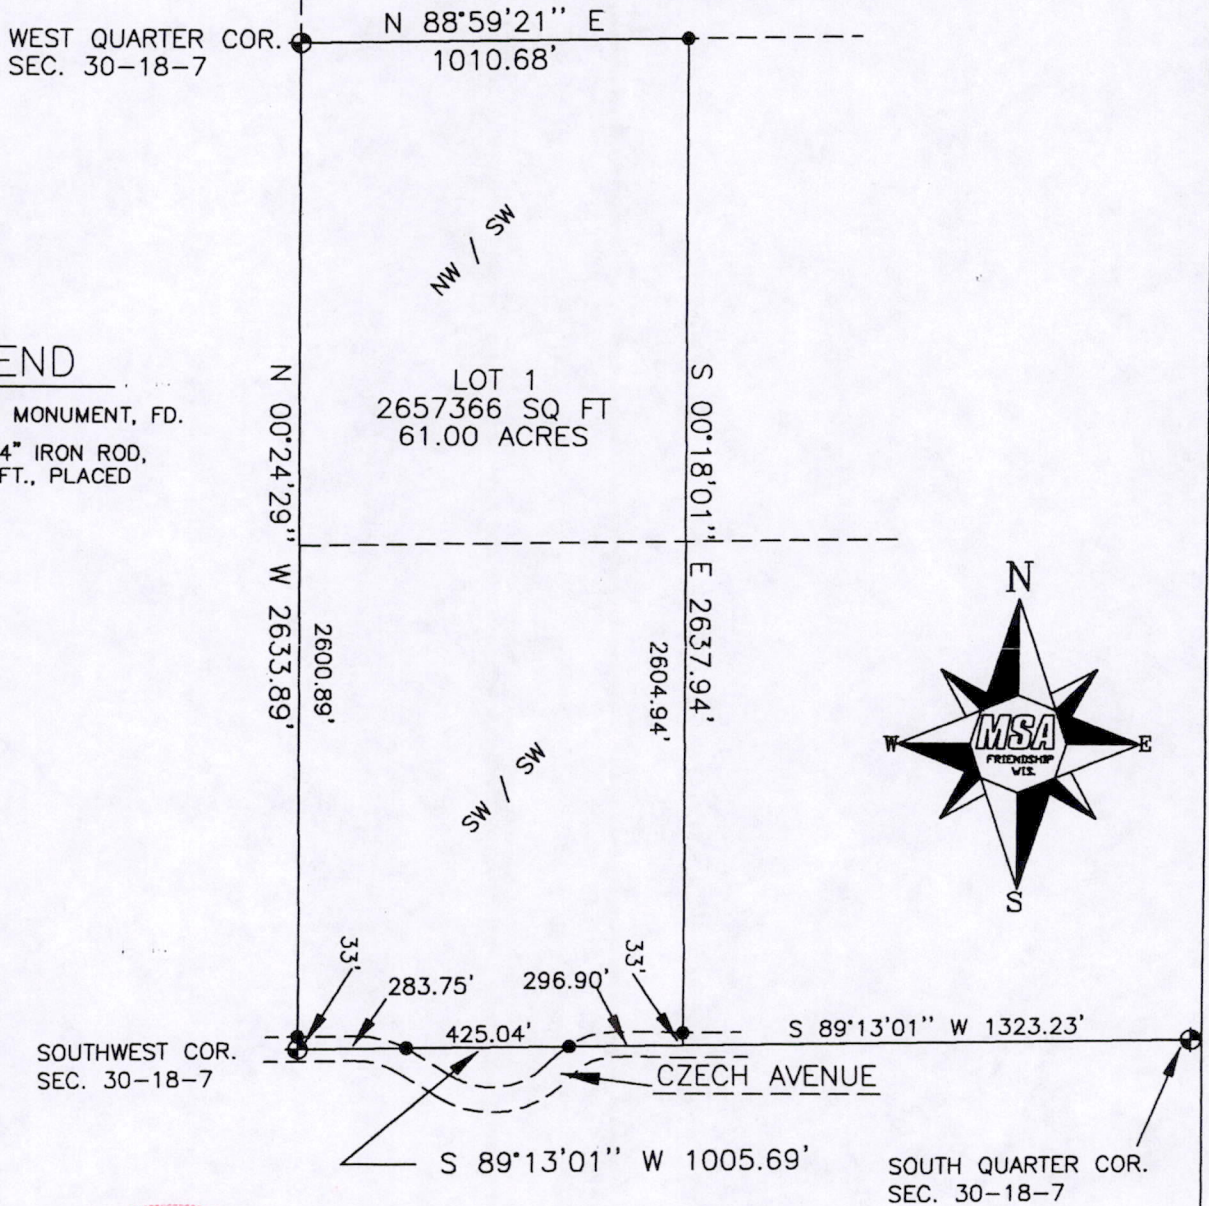 N 88°59'21'' E
WEST QUARTER COR.
SEC. 30-18-7
1010.68'
NW / SW
END
MONUMENT, FD.
4" IRON ROD,
FT., PLACED
LOT 1
2657366 SQ FT
61.00 ACRES
N 00°24'29'' W 2633.89'
2600.89'
S 00°18'01'' E 2637.94'
2604.94'
N
W
MSA
FRIENDSHIP
WIS.
E
S
SW / SW
33'
283.75'
296.90'
33'
425.04'
S 89°13'01'' W 1323.23'
SOUTHWEST COR.
SEC. 30-18-7
CZECH AVENUE
S 89°13'01'' W 1005.69'
SOUTH QUARTER COR.
SEC. 30-18-7